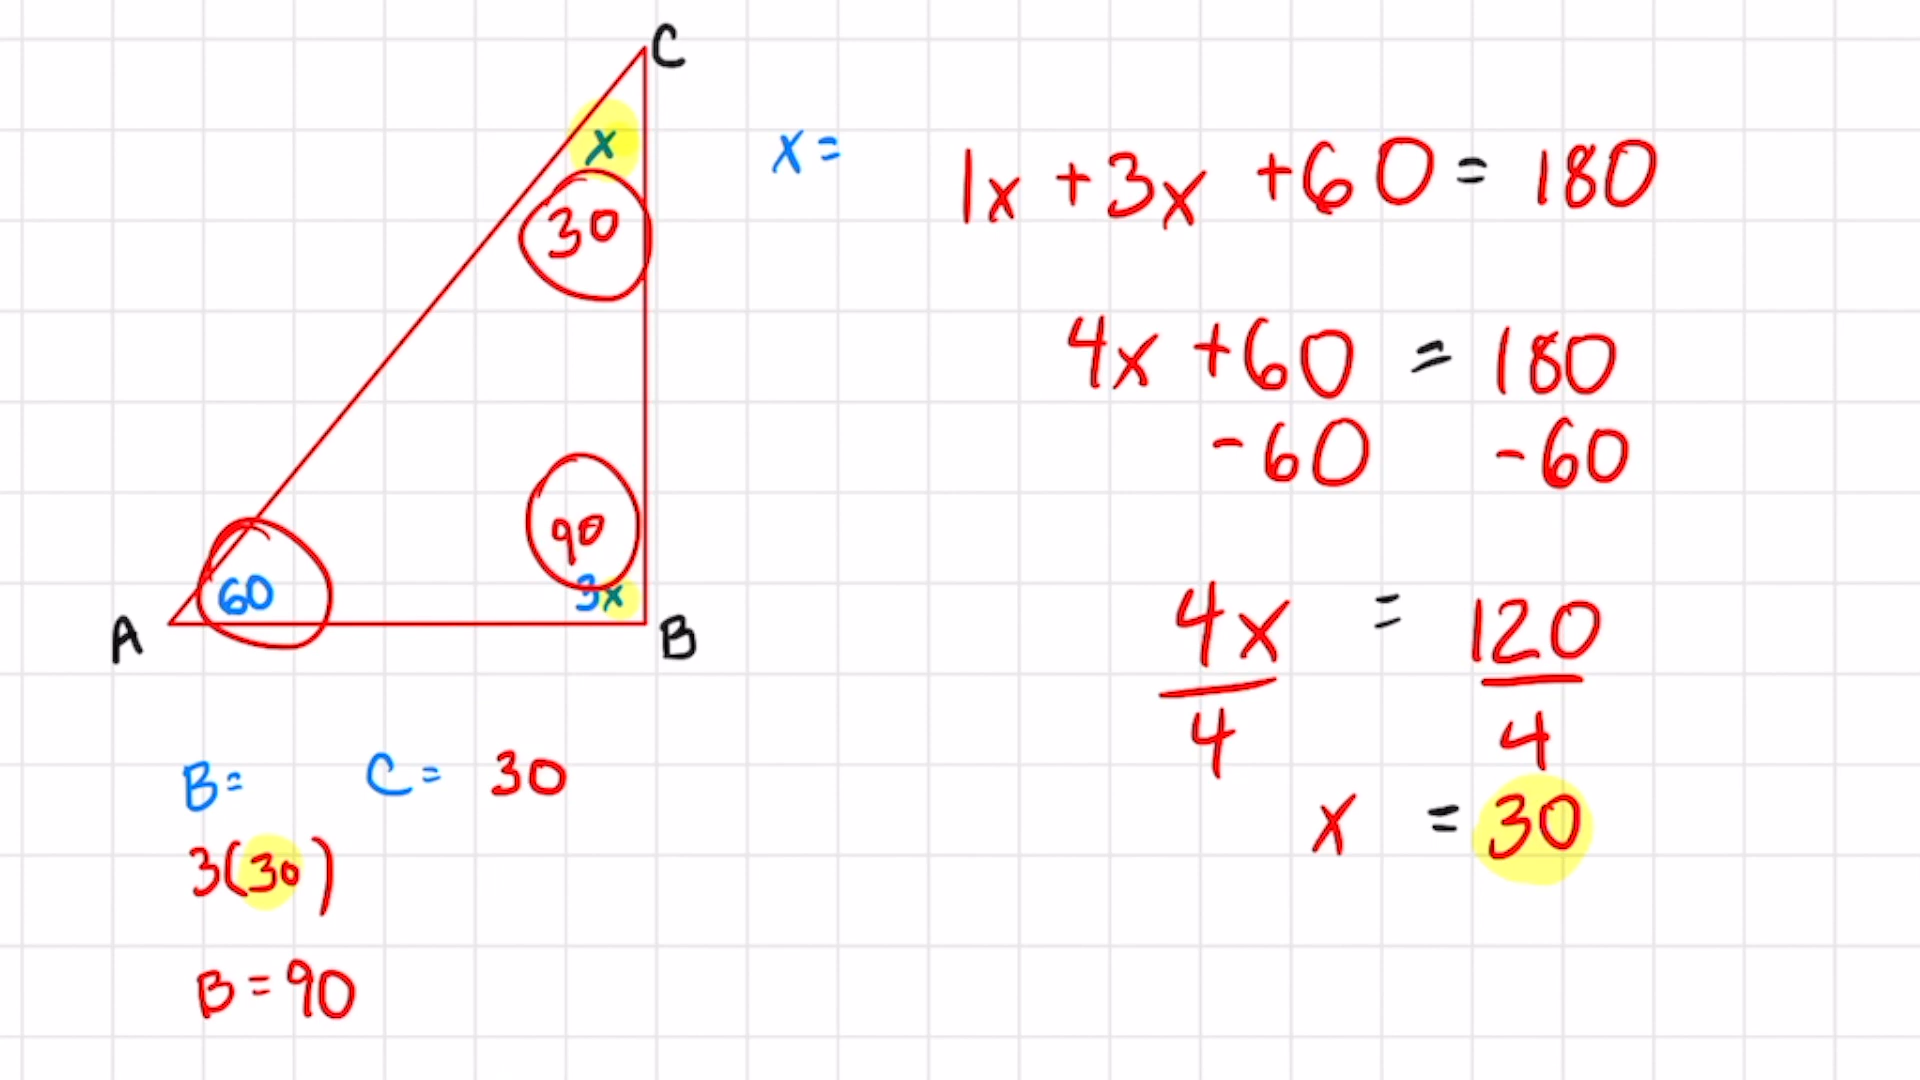 C
x
30
90
60
3x
A
B
x =
1x + 3x + 60 = 180
4x + 60 = 180
- 60 - 60
4x = 120
4 4
x = 30
B = C = 30
3(30)
B = 90